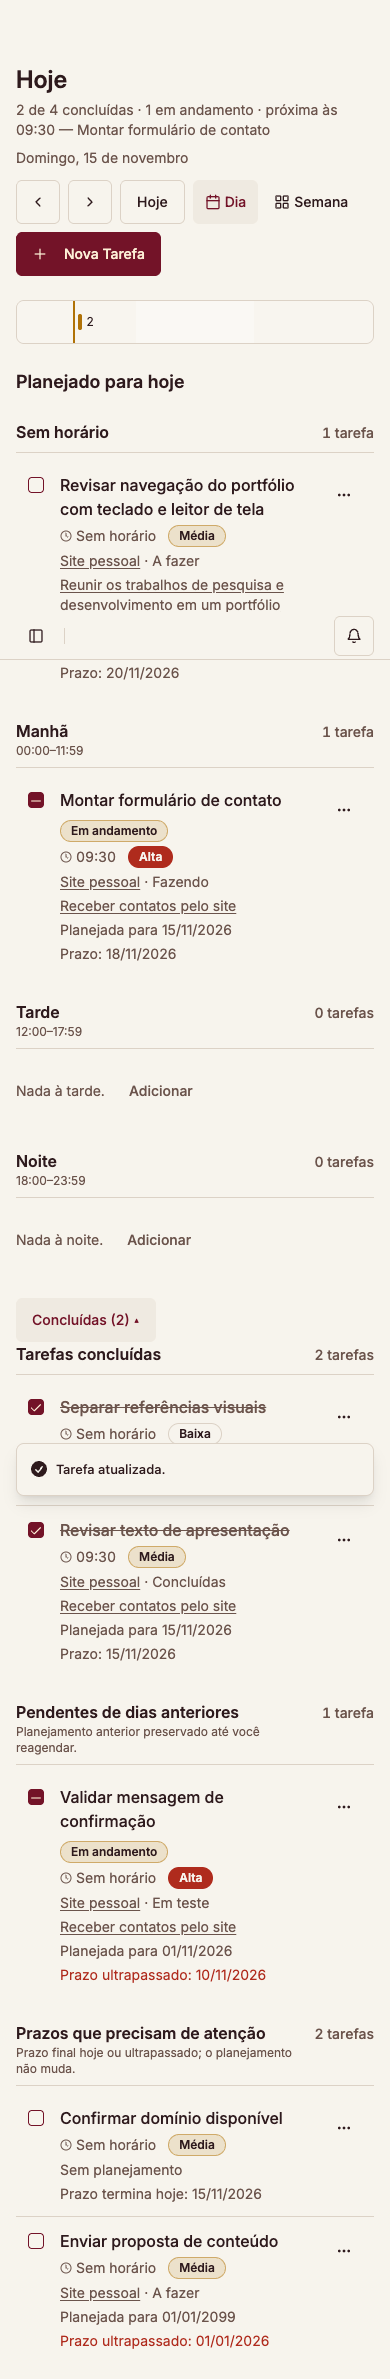 Hoje
2 de 4 concluídas · 1 em andamento · próxima às
09:30 — Montar formulário de contato
Domingo, 15 de novembro
Hoje
Dia
Semana
Nova Tarefa
2
Planejado para hoje
Sem horário
1 tarefa
Revisar navegação do portfólio
com teclado e leitor de tela
Sem horário
Média
Site pessoal · A fazer
Reunir os trabalhos de pesquisa e
desenvolvimento em um portfólio
Prazo: 20/11/2026
Manhã
1 tarefa
00:00–11:59
Montar formulário de contato
Em andamento
09:30
Alta
Site pessoal · Fazendo
Receber contatos pelo site
Planejada para 15/11/2026
Prazo: 18/11/2026
Tarde
0 tarefas
12:00–17:59
Nada à tarde.
Adicionar
Noite
0 tarefas
18:00–23:59
Nada à noite.
Adicionar
Concluídas (2)
Tarefas concluídas
2 tarefas
Separar referências visuais
Sem horário
Baixa
Tarefa atualizada.
Revisar texto de apresentação
09:30
Média
Site pessoal · Concluídas
Receber contatos pelo site
Planejada para 15/11/2026
Prazo: 15/11/2026
Pendentes de dias anteriores
1 tarefa
Planejamento anterior preservado até você
reagendar.
Validar mensagem de
confirmação
Em andamento
Sem horário
Alta
Site pessoal · Em teste
Receber contatos pelo site
Planejada para 01/11/2026
Prazo ultrapassado: 10/11/2026
Prazos que precisam de atenção
2 tarefas
Prazo final hoje ou ultrapassado; o planejamento
não muda.
Confirmar domínio disponível
Sem horário
Média
Sem planejamento
Prazo termina hoje: 15/11/2026
Enviar proposta de conteúdo
Sem horário
Média
Site pessoal · A fazer
Planejada para 01/01/2099
Prazo ultrapassado: 01/01/2026